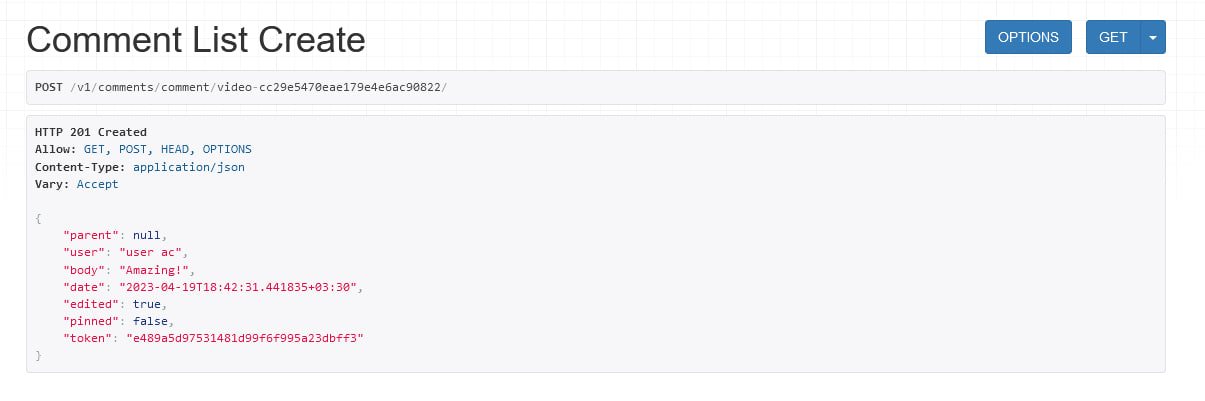 Comment List Create
OPTIONS
GET
POST /v1/comments/comment/video-cc29e5470eae179e4e6ac90822/
HTTP 201 Created
Allow: GET, POST, HEAD, OPTIONS
Content-Type: application/json
Vary: Accept
{
"parent": null,
"user": "user ac",
"body": "Amazing!",
"date": "2023-04-19T18:42:31.441835+03:30",
"edited": true,
"pinned": false,
"token": "e489a5d97531481d99f6f995a23dbff3"
}